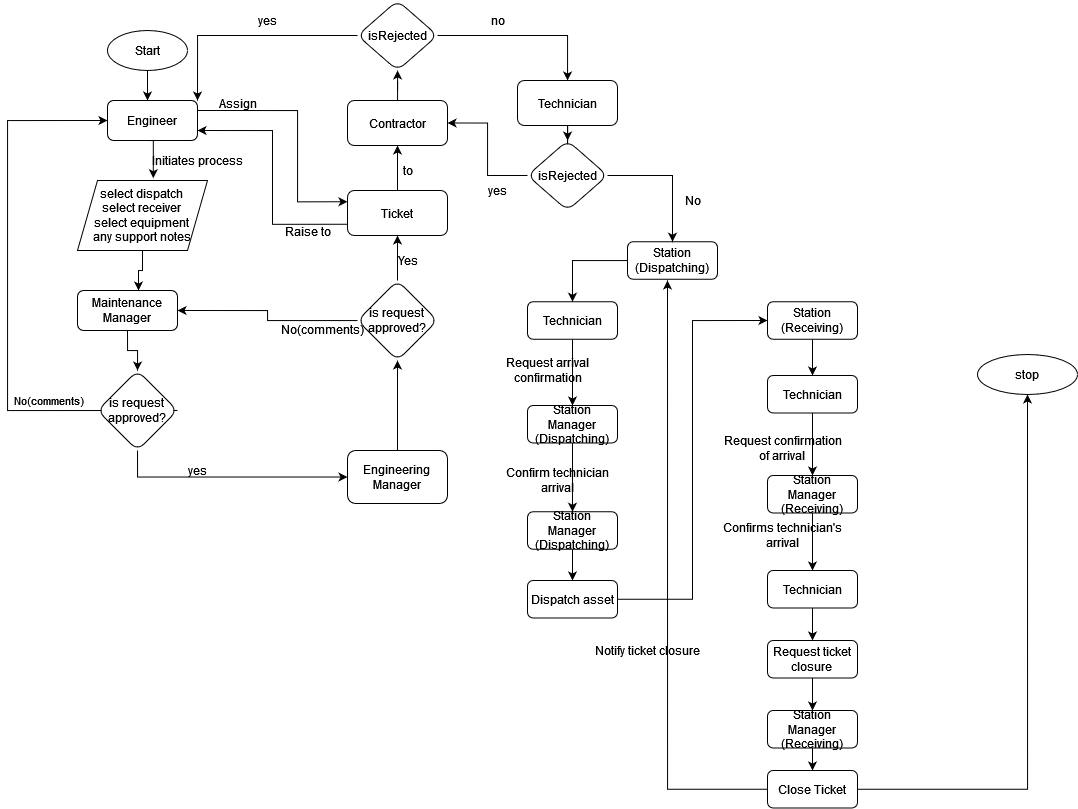 yes
isRejected
no
Start
Assign
Technician
Engineer
Contractor
Initiates process
to
isRejected
yes
select dispatch
select receiver
select equipment
any support notes
No
Ticket
Raise to
Yes
Station
(Dispatching)
Maintenance
Manager
No(comments)
is request
approved?
Technician
Station
(Receiving)
Request arrival
confirmation
stop
No(comments)
is request
approved?
Technician
Station
Manager
(Dispatching)
Request confirmation
of arrival
yes
Engineering
Manager
Confirm technician
arrival
Station
Manager
(Receiving)
Station
Manager
(Dispatching)
Confirms technician's
arrival
Dispatch asset
Technician
Notify ticket closure
Request ticket
closure
Station
Manager
(Receiving)
Close Ticket